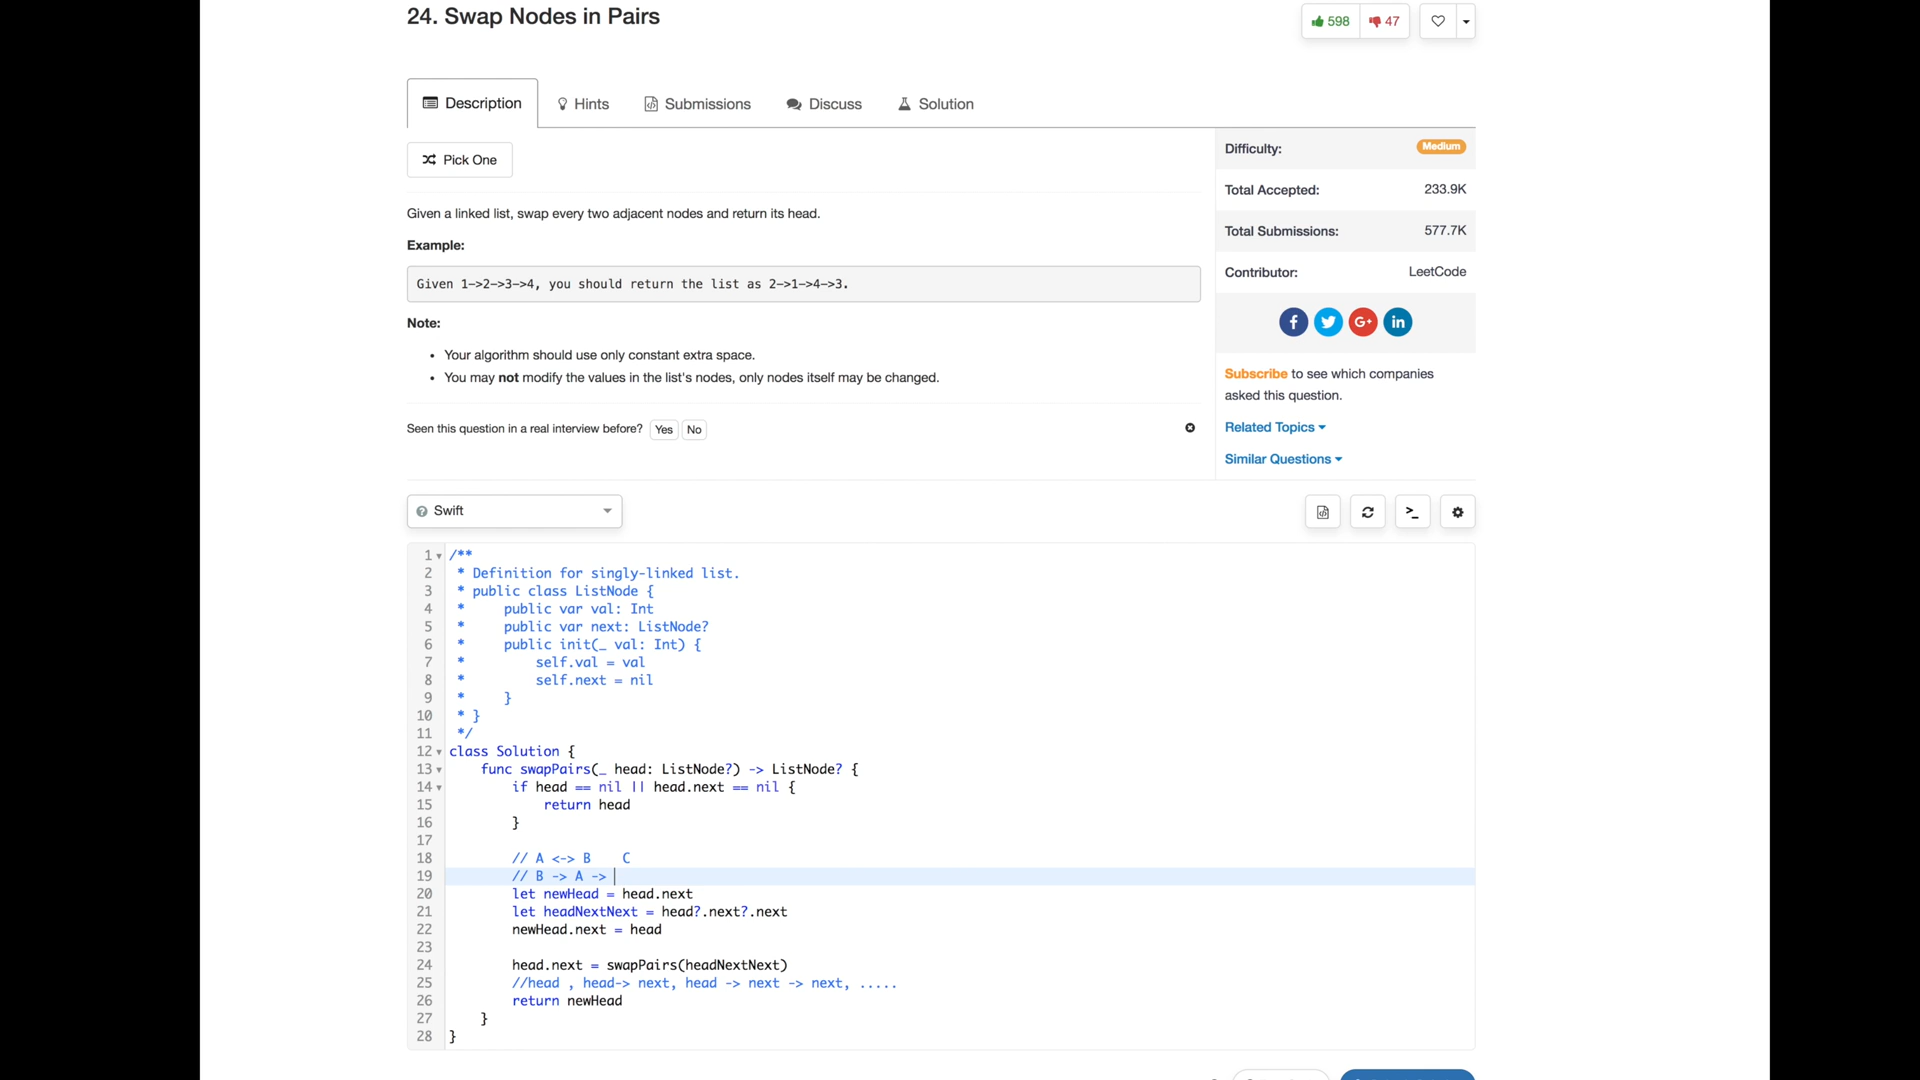 24. Swap Nodes in Pairs
598
47
Description
Hints
Submissions
Discuss
Solution
Pick One
Given a linked list, swap every two adjacent nodes and return its head.
Example:
Given 1->2->3->4, you should return the list as 2->1->4->3.
Note:
• Your algorithm should use only constant extra space.
• You may not modify the values in the list's nodes, only nodes itself may be changed.
Seen this question in a real interview before? Yes No
Difficulty: Medium
Total Accepted: 233.9K
Total Submissions: 577.7K
Contributor: LeetCode
Subscribe to see which companies
asked this question.
Related Topics
Similar Questions
Swift
1 /**
2  * Definition for singly-linked list.
3  * public class ListNode {
4  *     public var val: Int
5  *     public var next: ListNode?
6  *     public init(_ val: Int) {
7  *         self.val = val
8  *         self.next = nil
9  *     }
10  * }
11  */
12 class Solution {
13     func swapPairs(_ head: ListNode?) -> ListNode? {
14         if head == nil || head.next == nil {
15             return head
16         }
17
18         // A <-> B    C
19         // B -> A ->
20         let newHead = head.next
21         let headNextNext = head?.next?.next
22         newHead.next = head
23
24         head.next = swapPairs(headNextNext)
25         //head , head-> next, head -> next -> next, .....
26         return newHead
27     }
28 }